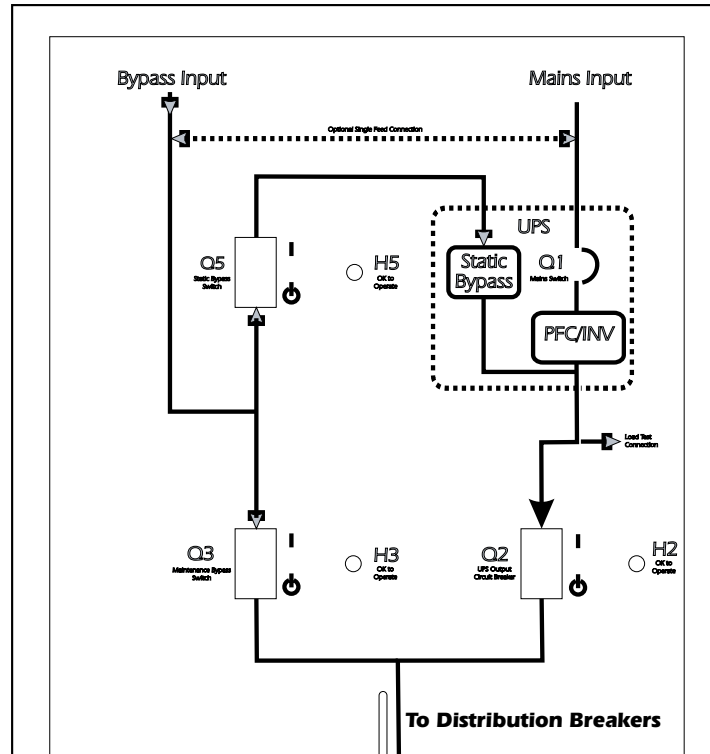 Bypass Input
Mains Input
Optional Single Feed Connection
UPS
Q5
Static Bypass
Switch
H5
OK to
Operate
Static
Bypass
Q1
Mains Switch
PFC/INV
Load Test
Connection
Q3
Maintenance Bypass
Switch
H3
OK to
Operate
Q2
UPS Output
Circuit Breaker
H2
OK to
Operate
To Distribution Breakers